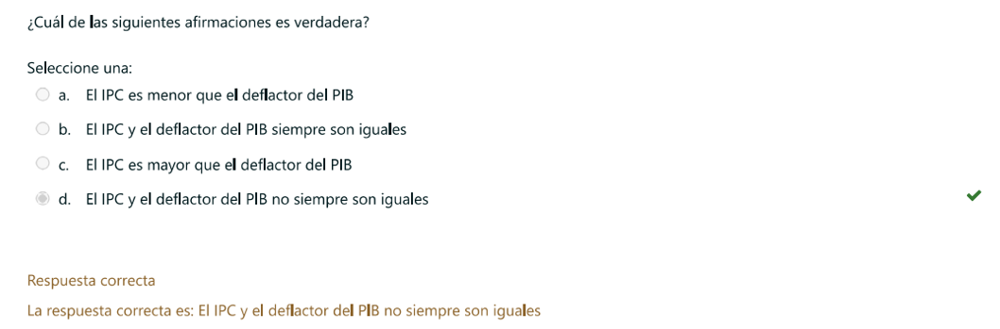 ¿Cuál de las siguientes afirmaciones es verdadera?
Seleccione una:
a. El IPC es menor que el deflactor del PIB
b. El IPC y el deflactor del PIB siempre son iguales
c. El IPC es mayor que el deflactor del PIB
d. El IPC y el deflactor del PIB no siempre son iguales
Respuesta correcta
La respuesta correcta es: El IPC y el deflactor del PIB no siempre son iguales